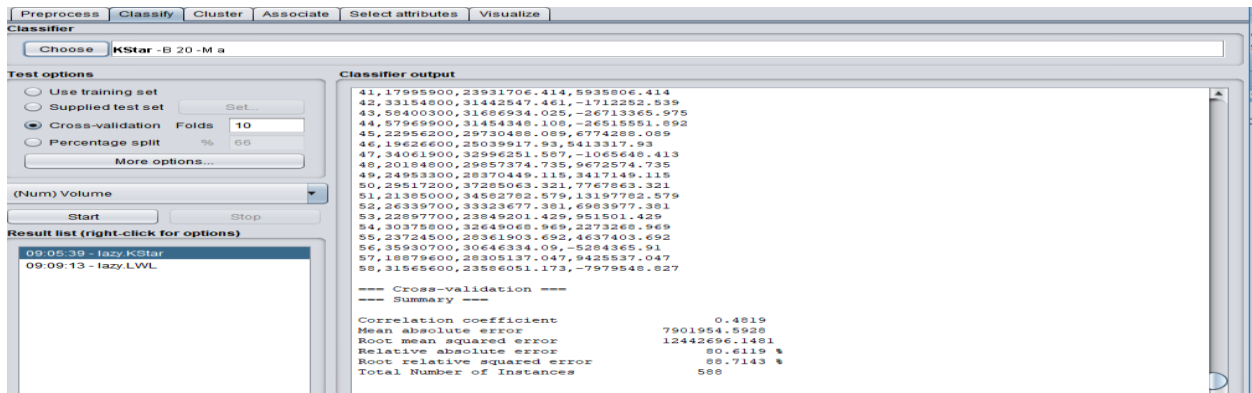 Preprocess Classify Cluster Associate Select attributes Visualize
Classifier
Choose KStar -B 20 -M a
Test options
Use training set
Supplied test set Set...
Cross-validation Folds 10
Percentage split % 66
More options...
(Num) Volume
Start Stop
Result list (right-click for options)
09:05:39 - lazy.KStar
09:09:13 - lazy.LWL
Classifier output
41,17995900,23931706.414,5935806.414
42,33154800,31442547.461,-1712252.539
43,58400300,31686934.025,-26713365.975
44,57969900,31454348.108,-26515551.892
45,22956200,29730488.089,6774288.089
46,19626600,25039917.93,5413317.93
47,34061900,32996251.587,-1065648.413
48,20184800,29857374.735,9672574.735
49,24953300,28370449.115,3417149.115
50,29517200,37285063.321,7767863.321
51,21385000,34582782.579,13197782.579
52,26339700,33323677.381,6983977.381
53,22897700,23849201.429,951501.429
54,30375800,32649068.969,2273268.969
55,23724500,28361903.692,4637403.692
56,35930700,30646334.09,-5284365.91
57,18879600,28305137.047,9425537.047
58,31565600,23586051.173,-7979548.827
=== Cross-validation ===
=== Summary ===
Correlation coefficient 0.4819
Mean absolute error 7901954.5928
Root mean squared error 12442696.1481
Relative absolute error 80.6119 %
Root relative squared error 88.7143 %
Total Number of Instances 588